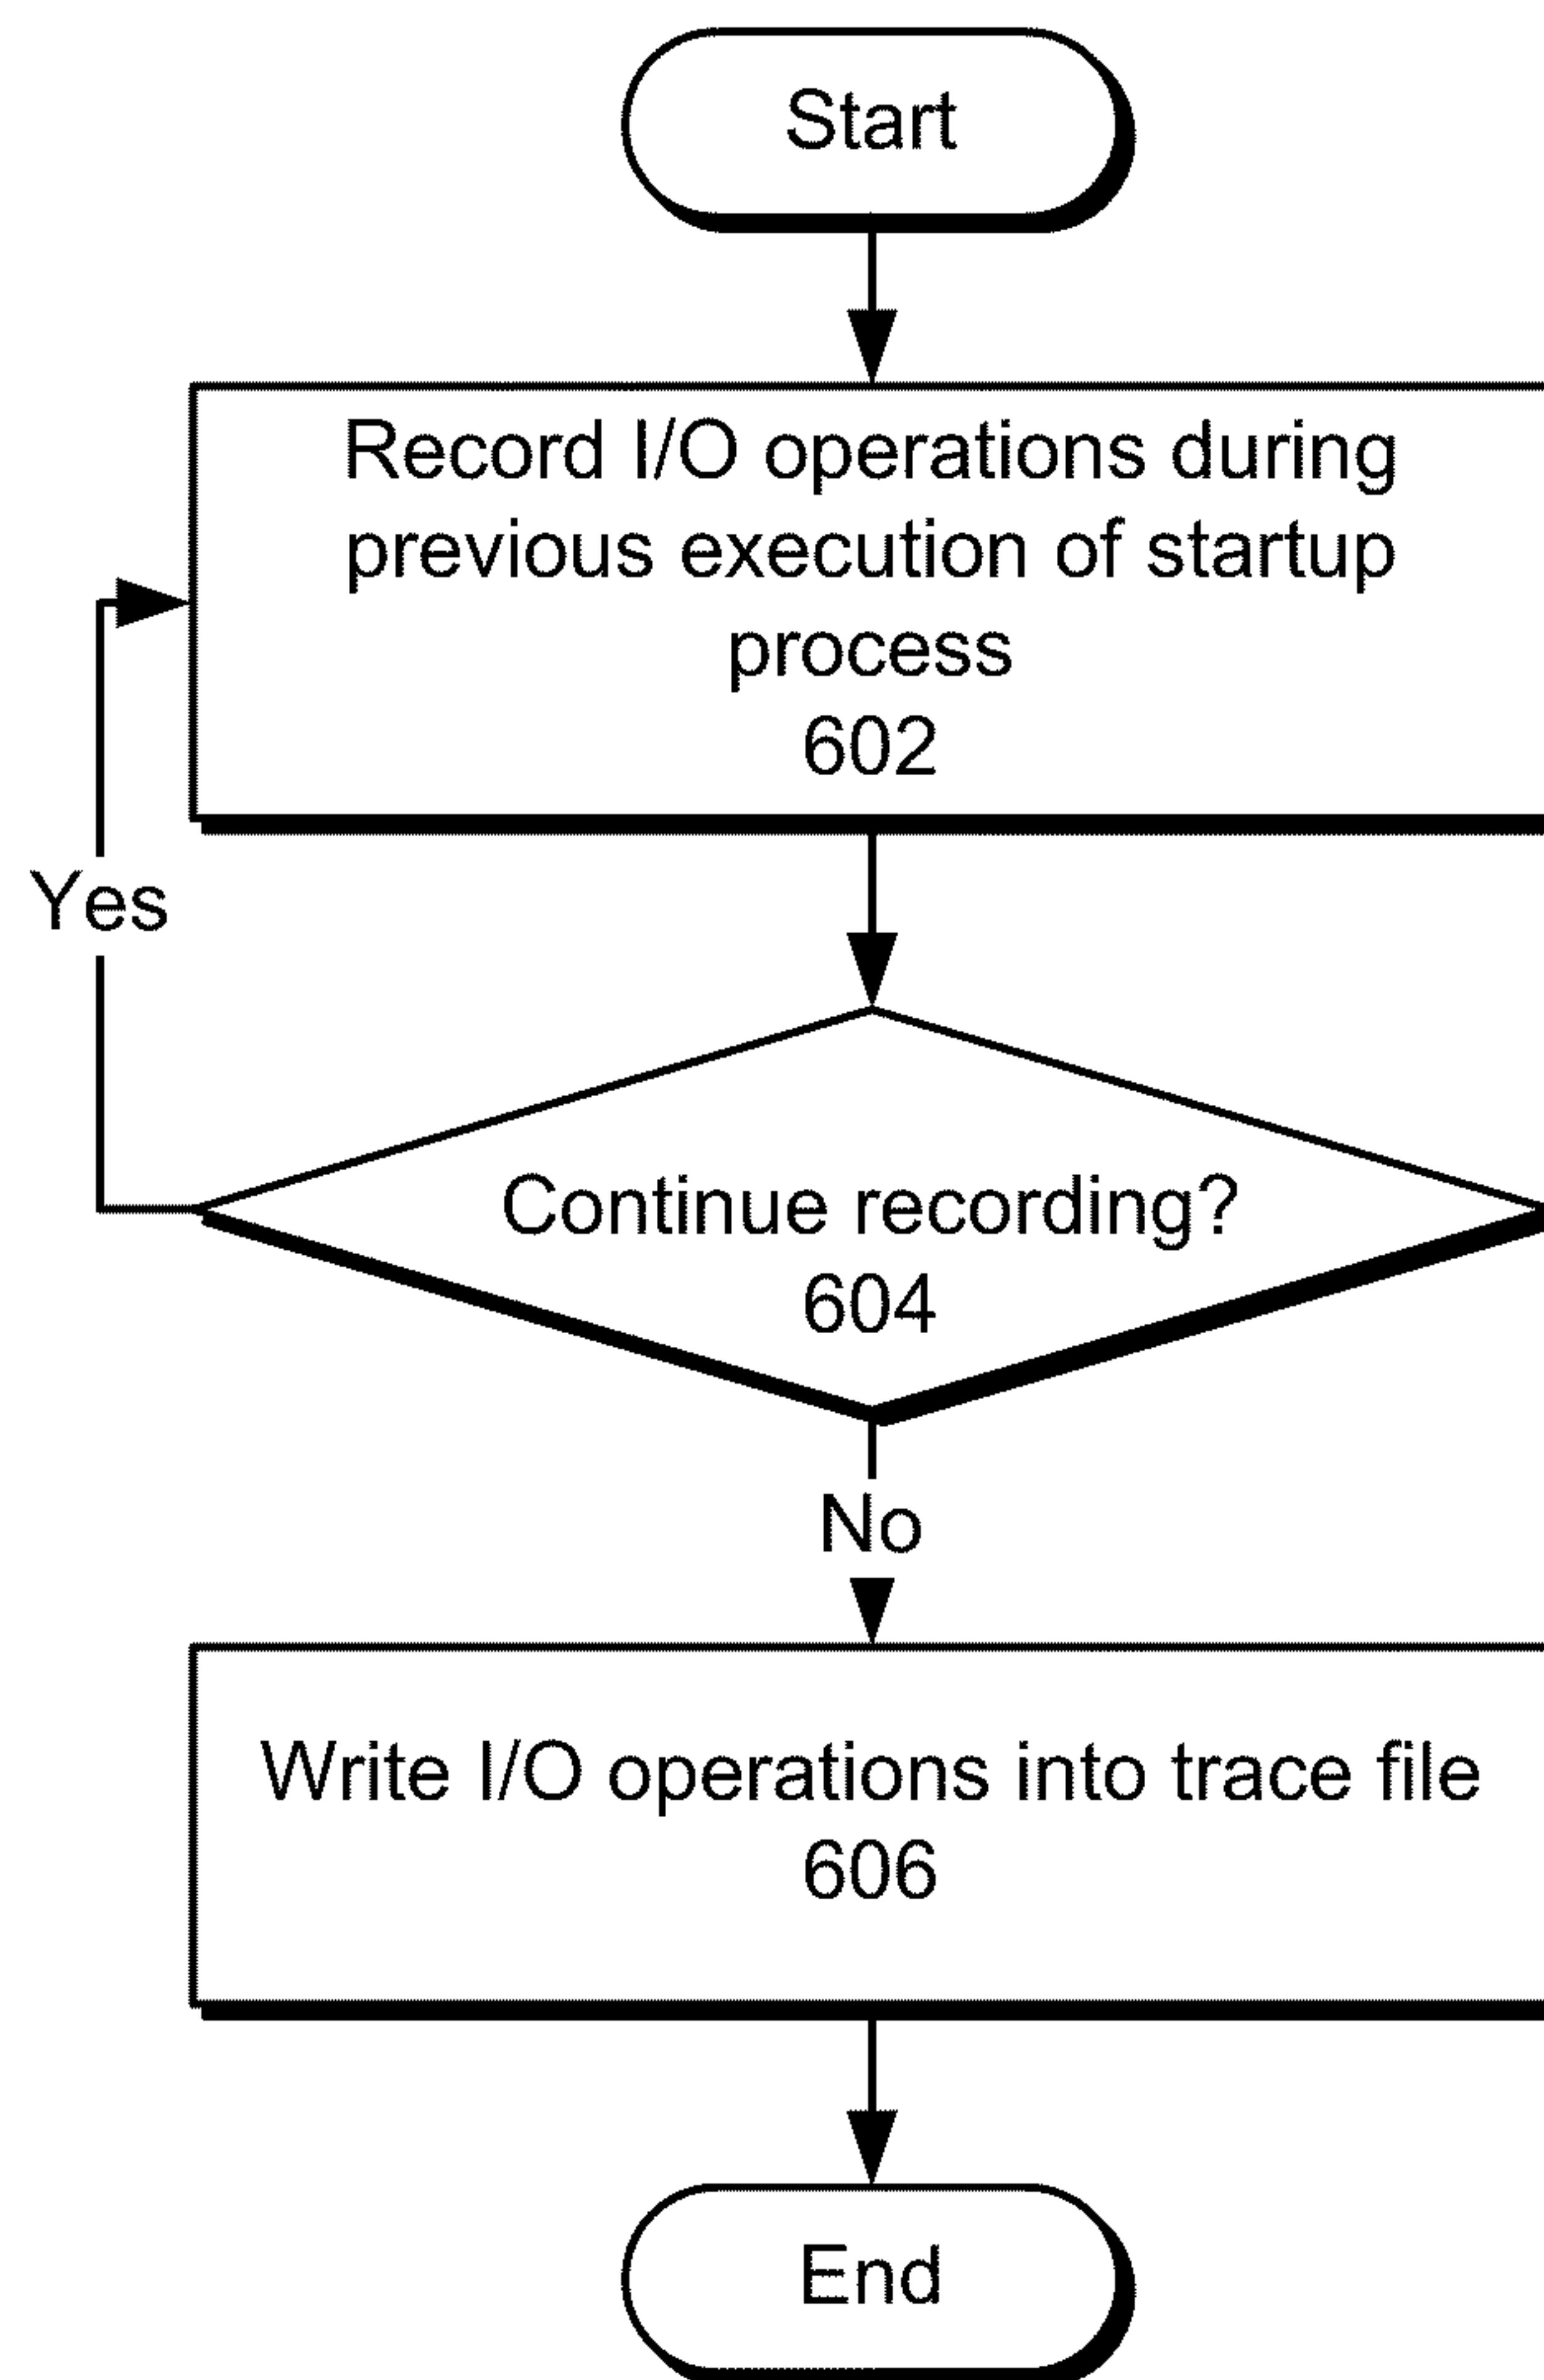 Start
Record I/O operations during
previous execution of startup
process
602
Yes
Continue recording?
604
No
Write I/O operations into trace file
606
End